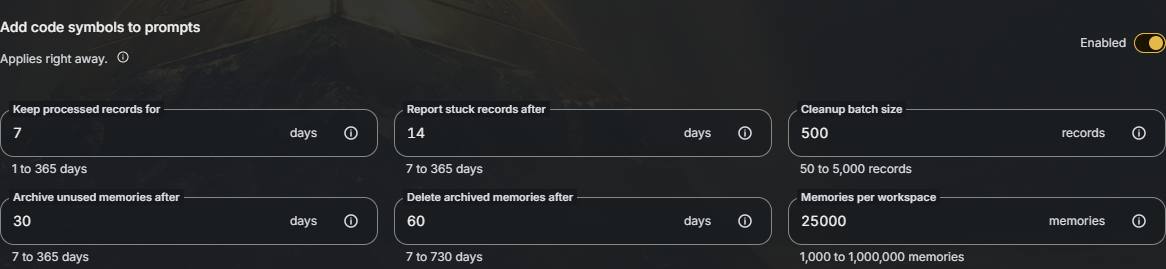 Add code symbols to prompts
Enabled
Applies right away.
Keep processed records for
7 days
1 to 365 days
Report stuck records after
14 days
7 to 365 days
Cleanup batch size
500 records
50 to 5,000 records
Archive unused memories after
30 days
7 to 365 days
Delete archived memories after
60 days
7 to 730 days
Memories per workspace
25000 memories
1,000 to 1,000,000 memories